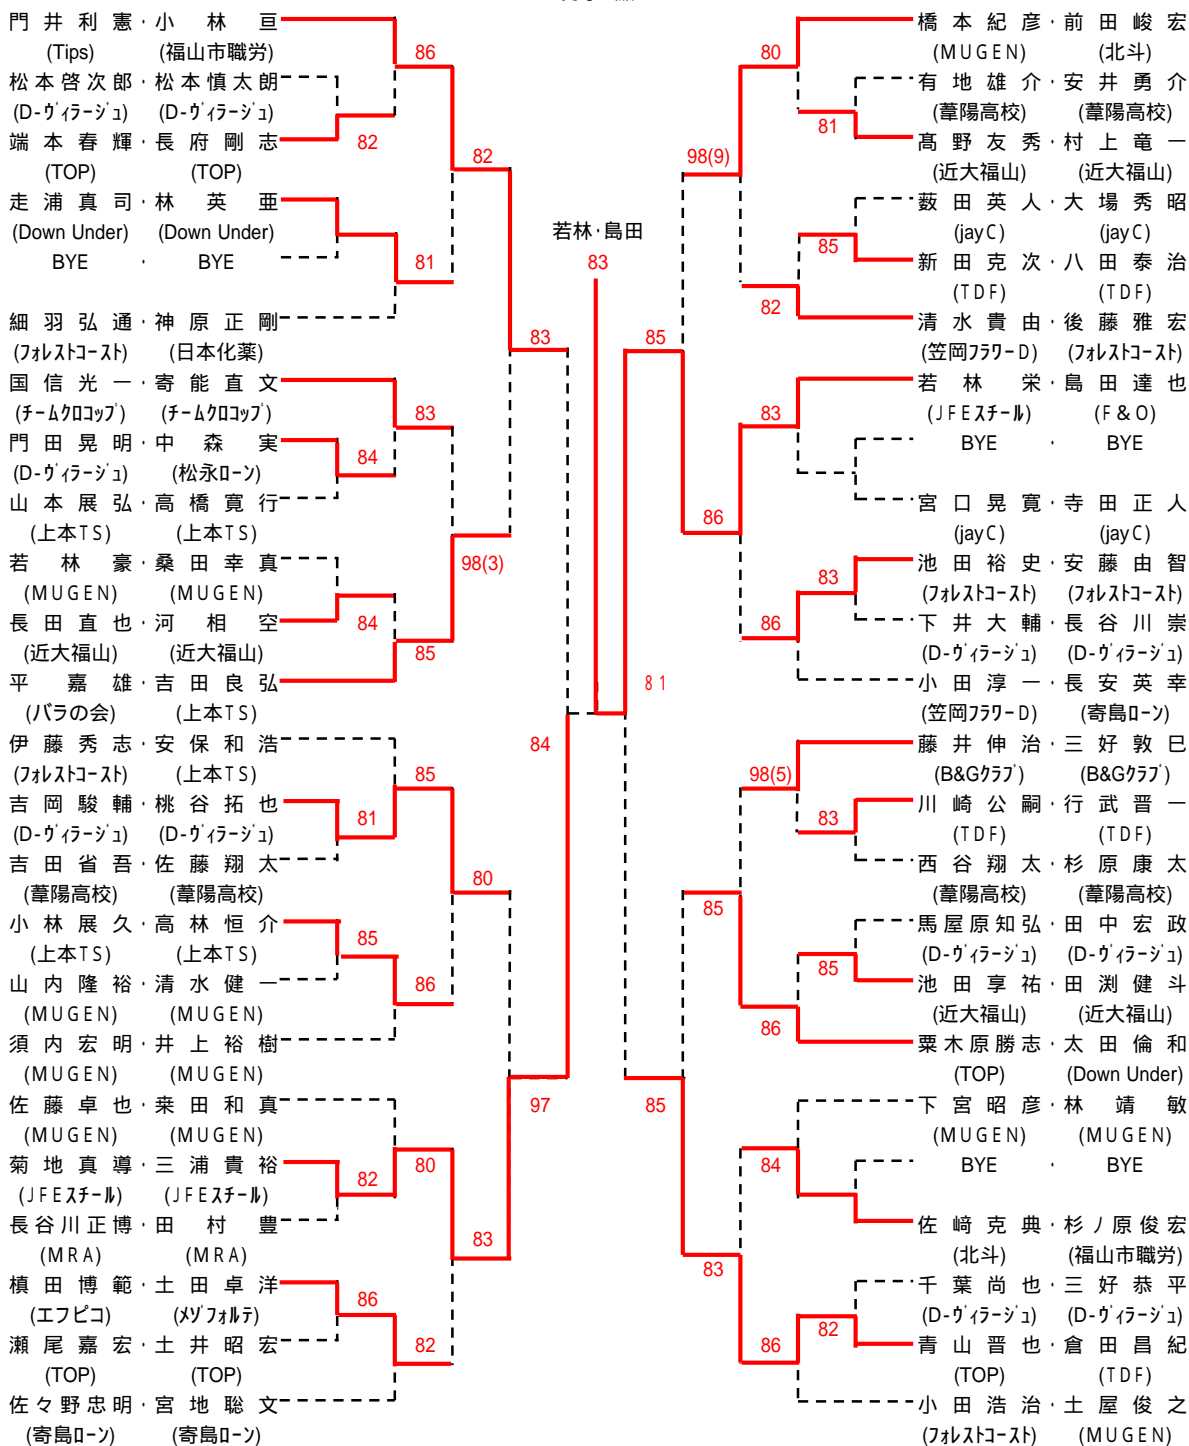 門井利憲・小林亘
(Tips) (福山市職労)
松本啓次郎・松本慎太朗
(D-ヴィラージュ) (D-ヴィラージュ)
端本春輝・長府剛志
(TOP) (TOP)
走浦真司・林英亜
(Down Under) (Down Under)
BYE ・ BYE
細羽弘通・神原正剛
(フォレストコースト) (日本化薬)
国信光一・寄能直文
(チームクロコップ) (チームクロコップ)
門田晃明・中森実
(D-ヴィラージュ) (松永ローン)
山本展弘・高橋寛行
(上本TS) (上本TS)
若林豪・桑田幸真
(MUGEN) (MUGEN)
長田直也・河相空
(近大福山) (近大福山)
平嘉雄・吉田良弘
(バラの会) (上本TS)
伊藤秀志・安保和浩
(フォレストコースト) (上本TS)
吉岡駿輔・桃谷拓也
(D-ヴィラージュ) (D-ヴィラージュ)
吉田省吾・佐藤翔太
(葦陽高校) (葦陽高校)
小林展久・高林恒介
(上本TS) (上本TS)
山内隆裕・清水健一
(MUGEN) (MUGEN)
須内宏明・井上裕樹
(MUGEN) (MUGEN)
佐藤卓也・来田和真
(MUGEN) (MUGEN)
菊地真導・三浦貴裕
(JFEスチール) (JFEスチール)
長谷川正博・田村豊
(MRA) (MRA)
槙田博範・土田卓洋
(エフピコ) (メゾフォルテ)
瀬尾嘉宏・土井昭宏
(TOP) (TOP)
佐々野忠明・宮地聡文
(寄島ローン) (寄島ローン)
86
82
81
83
84
84
85
85
81
85
86
82
80
86
82
82
98(3)
80
83
83
97
84
若林・島田
83
81
85
85
98(9)
86
85
83
80
81
85
82
83
83
86
98(5)
83
85
86
84
82
86
橋本紀彦・前田峻宏
(MUGEN) (北斗)
有地雄介・安井勇介
(葦陽高校) (葦陽高校)
髙野友秀・村上竜一
(近大福山) (近大福山)
薮田英人・大場秀昭
(jayC) (jayC)
新田克次・八田泰治
(TDF) (TDF)
清水貴由・後藤雅宏
(笠岡フラワーD) (フォレストコースト)
若林栄・島田達也
(JFEスチール) (F&O)
BYE ・ BYE
宮口晃寛・寺田正人
(jayC) (jayC)
池田裕史・安藤由智
(フォレストコースト) (フォレストコースト)
下井大輔・長谷川崇
(D-ヴィラージュ) (D-ヴィラージュ)
小田淳一・長安英幸
(笠岡フラワーD) (寄島ローン)
藤井伸治・三好敦巳
(B&Gクラブ) (B&Gクラブ)
川崎公嗣・行武晋一
(TDF) (TDF)
西谷翔太・杉原康太
(葦陽高校) (葦陽高校)
馬屋原知弘・田中宏政
(D-ヴィラージュ) (D-ヴィラージュ)
池田享祐・田渕健斗
(近大福山) (近大福山)
粟木原勝志・太田倫和
(TOP) (Down Under)
下宮昭彦・林靖敏
(MUGEN) (MUGEN)
BYE ・ BYE
佐﨑克典・杉ノ原俊宏
(北斗) (福山市職労)
千葉尚也・三好恭平
(D-ヴィラージュ) (D-ヴィラージュ)
青山晋也・倉田昌紀
(TOP) (TDF)
小田浩治・土屋俊之
(フォレストコースト) (MUGEN)